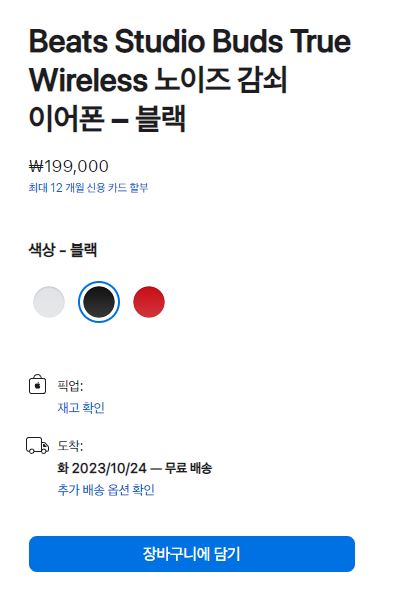 Beats Studio Buds True
Wireless 노이즈 감쇠
이어폰 – 블랙
₩199,000
최대 12 개월 신용 카드 할부
색상 - 블랙
픽업:
재고 확인
도착:
화 2023/10/24 — 무료 배송
추가 배송 옵션 확인
장바구니에 담기